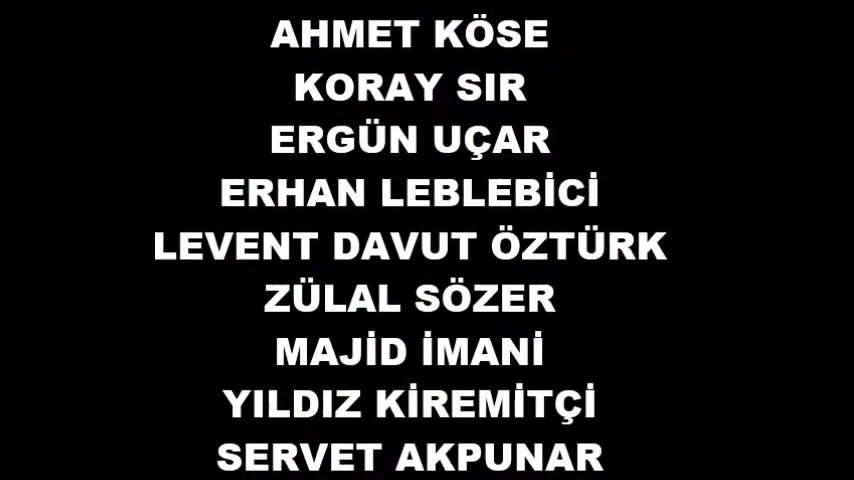 AHMET KÖSE
KORAY SIR
ERGÜN UÇAR
ERHAN LEBLEBİCİ
LEVENT DAVUT ÖZTÜRK
ZÜLAL SÖZER
MAJİD İMANİ
YILDIZ KİREMİTÇİ
SERVET AKPUNAR